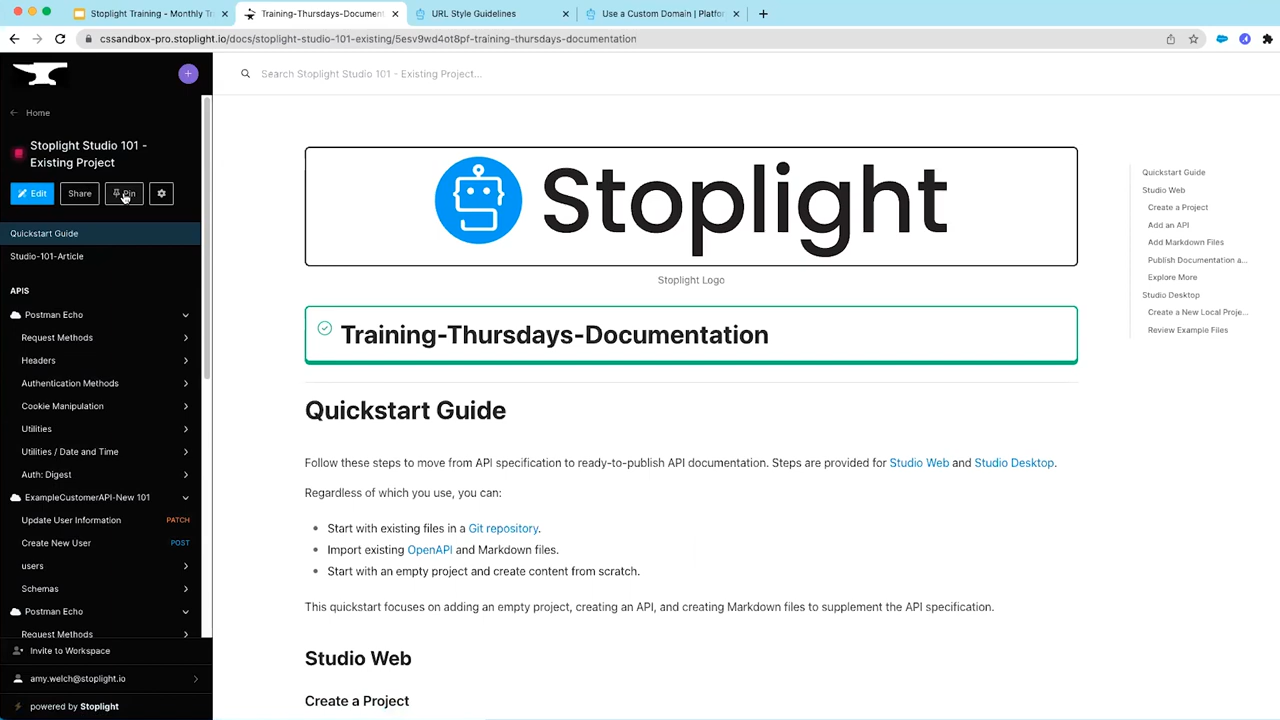 Stoplight Training - Monthly Tr
Training-Thursdays-Document
URL Style Guidelines
Use a Custom Domain | Platfor
cssandbox-pro.stoplight.io/docs/stoplight-studio-101-existing/5esv9wd4ot8pf-training-thursdays-documentation
Search Stoplight Studio 101 - Existing Project...
Home
Stoplight Studio 101 -
Existing Project
Edit
Share
Pin
Quickstart Guide
Studio-101-Article
APIS
Postman Echo
Request Methods
Headers
Authentication Methods
Cookie Manipulation
Utilities
Utilities / Date and Time
Auth: Digest
ExampleCustomerAPI-New 101
Update User Information PATCH
Create New User POST
users
Schemas
Postman Echo
Request Methods
Invite to Workspace
amy.welch@stoplight.io
powered by Stoplight
Stoplight
Stoplight Logo
Training-Thursdays-Documentation
Quickstart Guide
Follow these steps to move from API specification to ready-to-publish API documentation. Steps are provided for Studio Web and Studio Desktop.
Regardless of which you use, you can:
Start with existing files in a Git repository.
Import existing OpenAPI and Markdown files.
Start with an empty project and create content from scratch.
This quickstart focuses on adding an empty project, creating an API, and creating Markdown files to supplement the API specification.
Studio Web
Create a Project
Quickstart Guide
Studio Web
Create a Project
Add an API
Add Markdown Files
Publish Documentation a...
Explore More
Studio Desktop
Create a New Local Proje...
Review Example Files